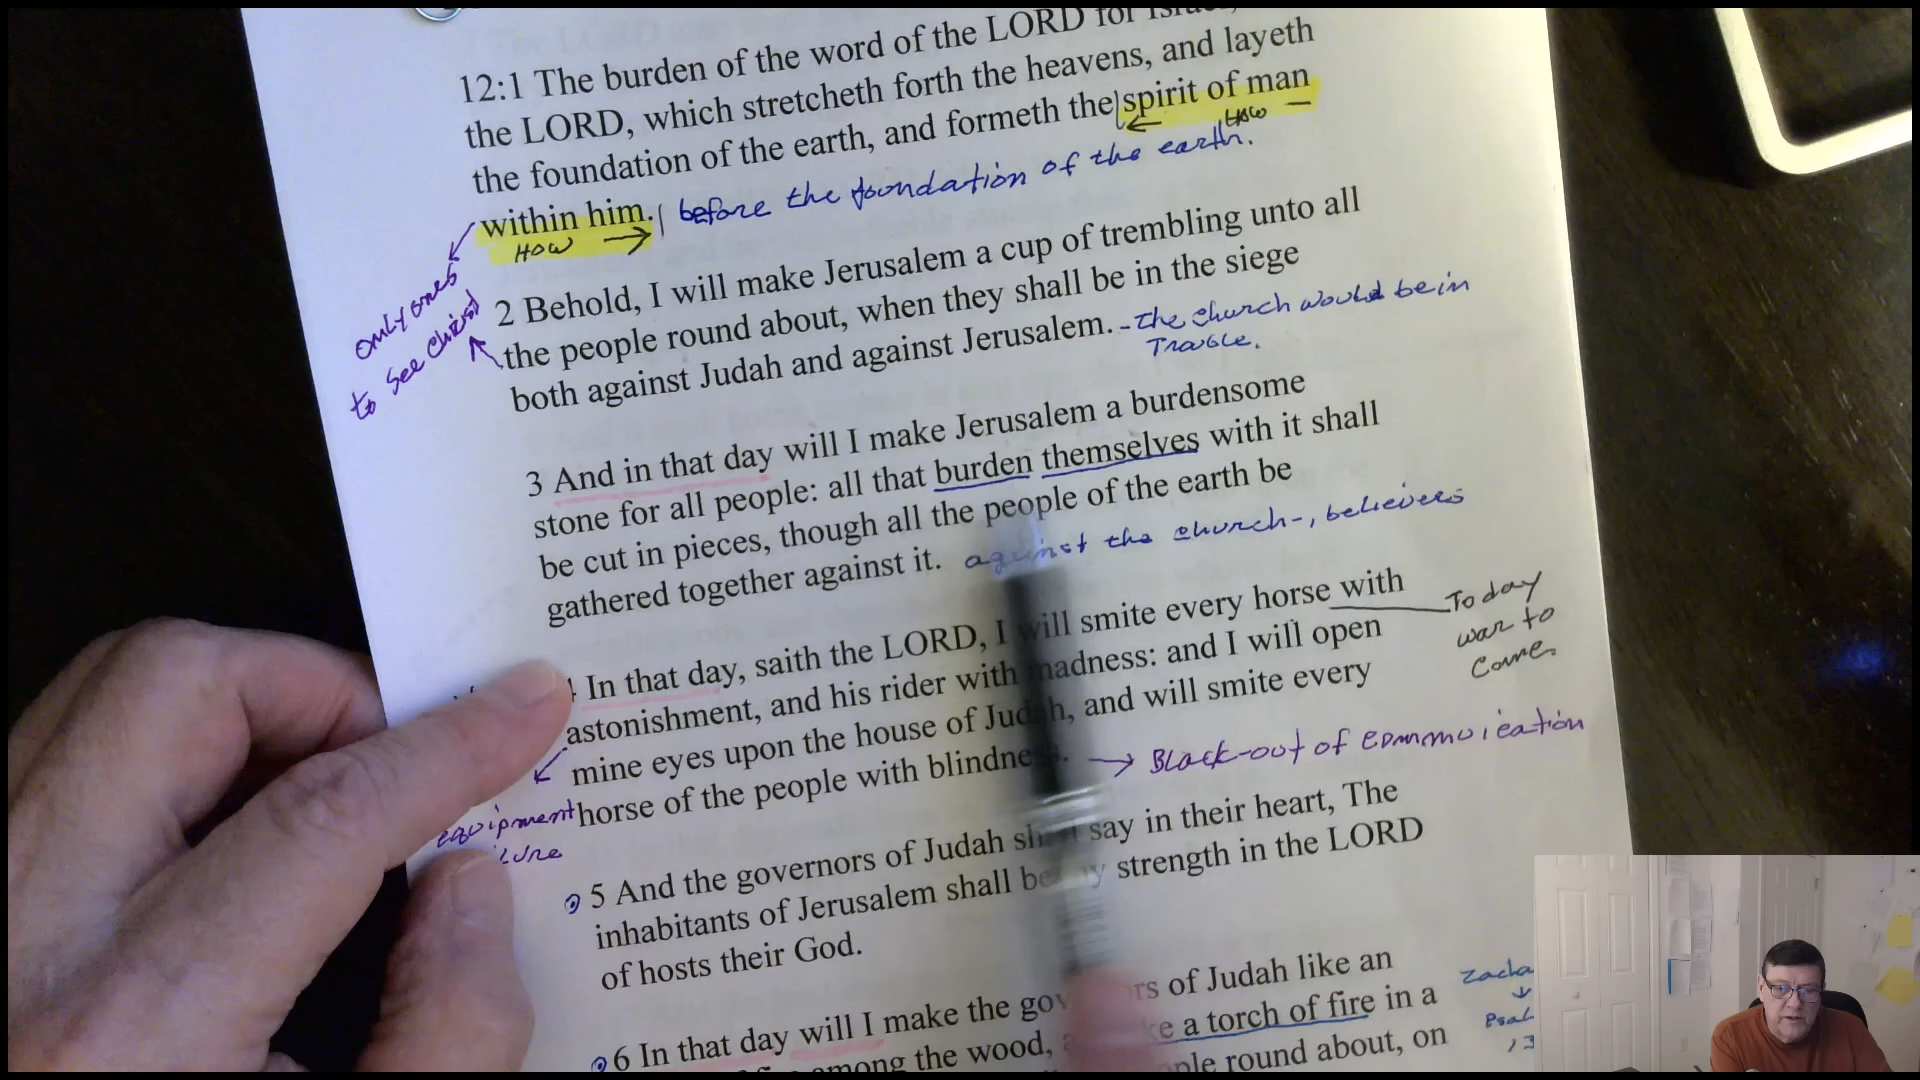 12:1 The burden of the word of the LORD for
the LORD, which stretcheth forth the heavens, and layeth
the foundation of the earth, and formeth the spirit of man
How
within him. before the foundation of the earth.
How
only ones
to see Christ
2 Behold, I will make Jerusalem a cup of trembling unto all
the people round about, when they shall be in the siege
both against Judah and against Jerusalem. - the church would be in
Trouble.
3 And in that day will I make Jerusalem a burdensome
stone for all people: all that burden themselves with it shall
be cut in pieces, though all the people of the earth be
gathered together against it. against the church-, believers
In that day, saith the LORD, I will smite every horse with
Today
war to
come.
astonishment, and his rider with madness: and I will open
mine eyes upon the house of Judah, and will smite every
horse of the people with blindness. → Black-out of commuication
equipment
5 And the governors of Judah shall say in their heart, The
inhabitants of Jerusalem shall be my strength in the LORD
of hosts their God.
6 In that day will I make the governors of Judah like an
among the wood, a torch of fire in a
round about, on